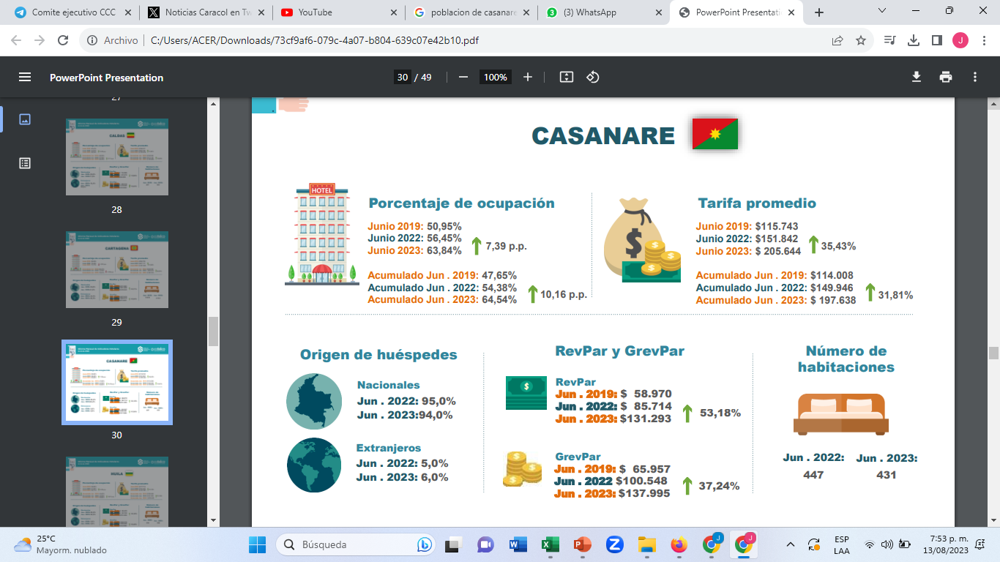 Comite ejecutivo CCC
Noticias Caracol en Tw
YouTube
poblacion de casanare
(3) WhatsApp
PowerPoint Presentati
Archivo
C:/Users/ACER/Downloads/73cf9af6-079c-4a07-b804-639c07e42b10.pdf
J
PowerPoint Presentation
30 / 49
100%
27
28
29
30
CALDAS
CARTAGENA
CASANARE
HUILA
CASANARE
HOTEL
Porcentaje de ocupación
Junio 2019: 50,95%
Junio 2022: 56,45%
Junio 2023: 63,84%
7,39 p.p.
Acumulado Jun . 2019: 47,65%
Acumulado Jun . 2022: 54,38%
Acumulado Jun . 2023: 64,54%
10,16 p.p.
Tarifa promedio
Junio 2019: $115.743
Junio 2022: $151.842
Junio 2023: $ 205.644
35,43%
Acumulado Jun . 2019: $114.008
Acumulado Jun . 2022: $149.946
Acumulado Jun . 2023: $ 197.638
31,81%
Origen de huéspedes
Nacionales
Jun . 2022: 95,0%
Jun . 2023:94,0%
Extranjeros
Jun . 2022: 5,0%
Jun . 2023: 6,0%
RevPar y GrevPar
RevPar
Jun . 2019: $ 58.970
Jun . 2022: $ 85.714
Jun . 2023: $131.293
53,18%
GrevPar
Jun . 2019: $ 65.957
Jun . 2022 $100.548
Jun . 2023: $137.995
37,24%
Número de
habitaciones
Jun . 2022:
447
Jun . 2023:
431
25°C
Mayorm. nublado
Búsqueda
ESP
LAA
7:53 p. m.
13/08/2023